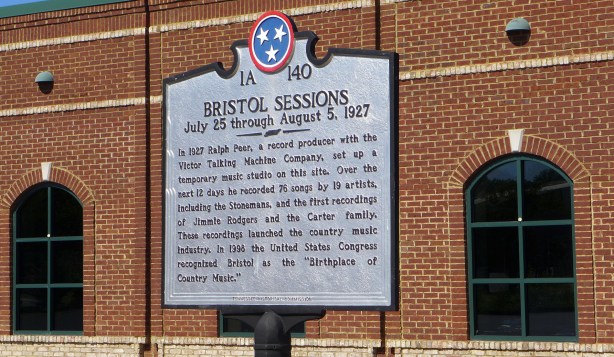 1A 140
BRISTOL SESSIONS
July 25 through August 5, 1927
In 1927 Ralph Peer, a record producer with the
Victor Talking Machine Company, set up a
temporary music studio on this site. Over the
next 12 days he recorded 76 songs by 19 artists,
including the Stonemans, and the first recordings
of Jimmie Rodgers and the Carter family.
These recordings launched the country music
industry. In 1998 the United States Congress
recognized Bristol as the "Birthplace of
Country Music."